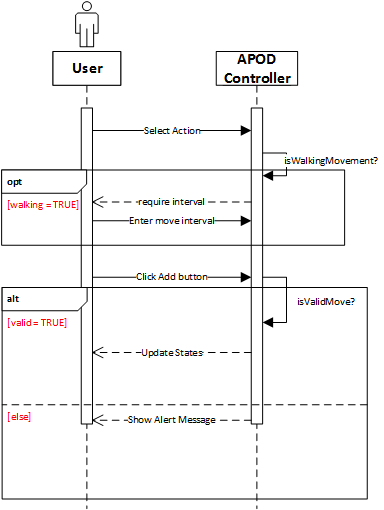 User
APOD
Controller
Select Action
isWalkingMovement?
opt
[walking = TRUE]
require interval
Enter move interval
Click Add button
alt
isValidMove?
[valid = TRUE]
Update States
[else]
Show Alert Message